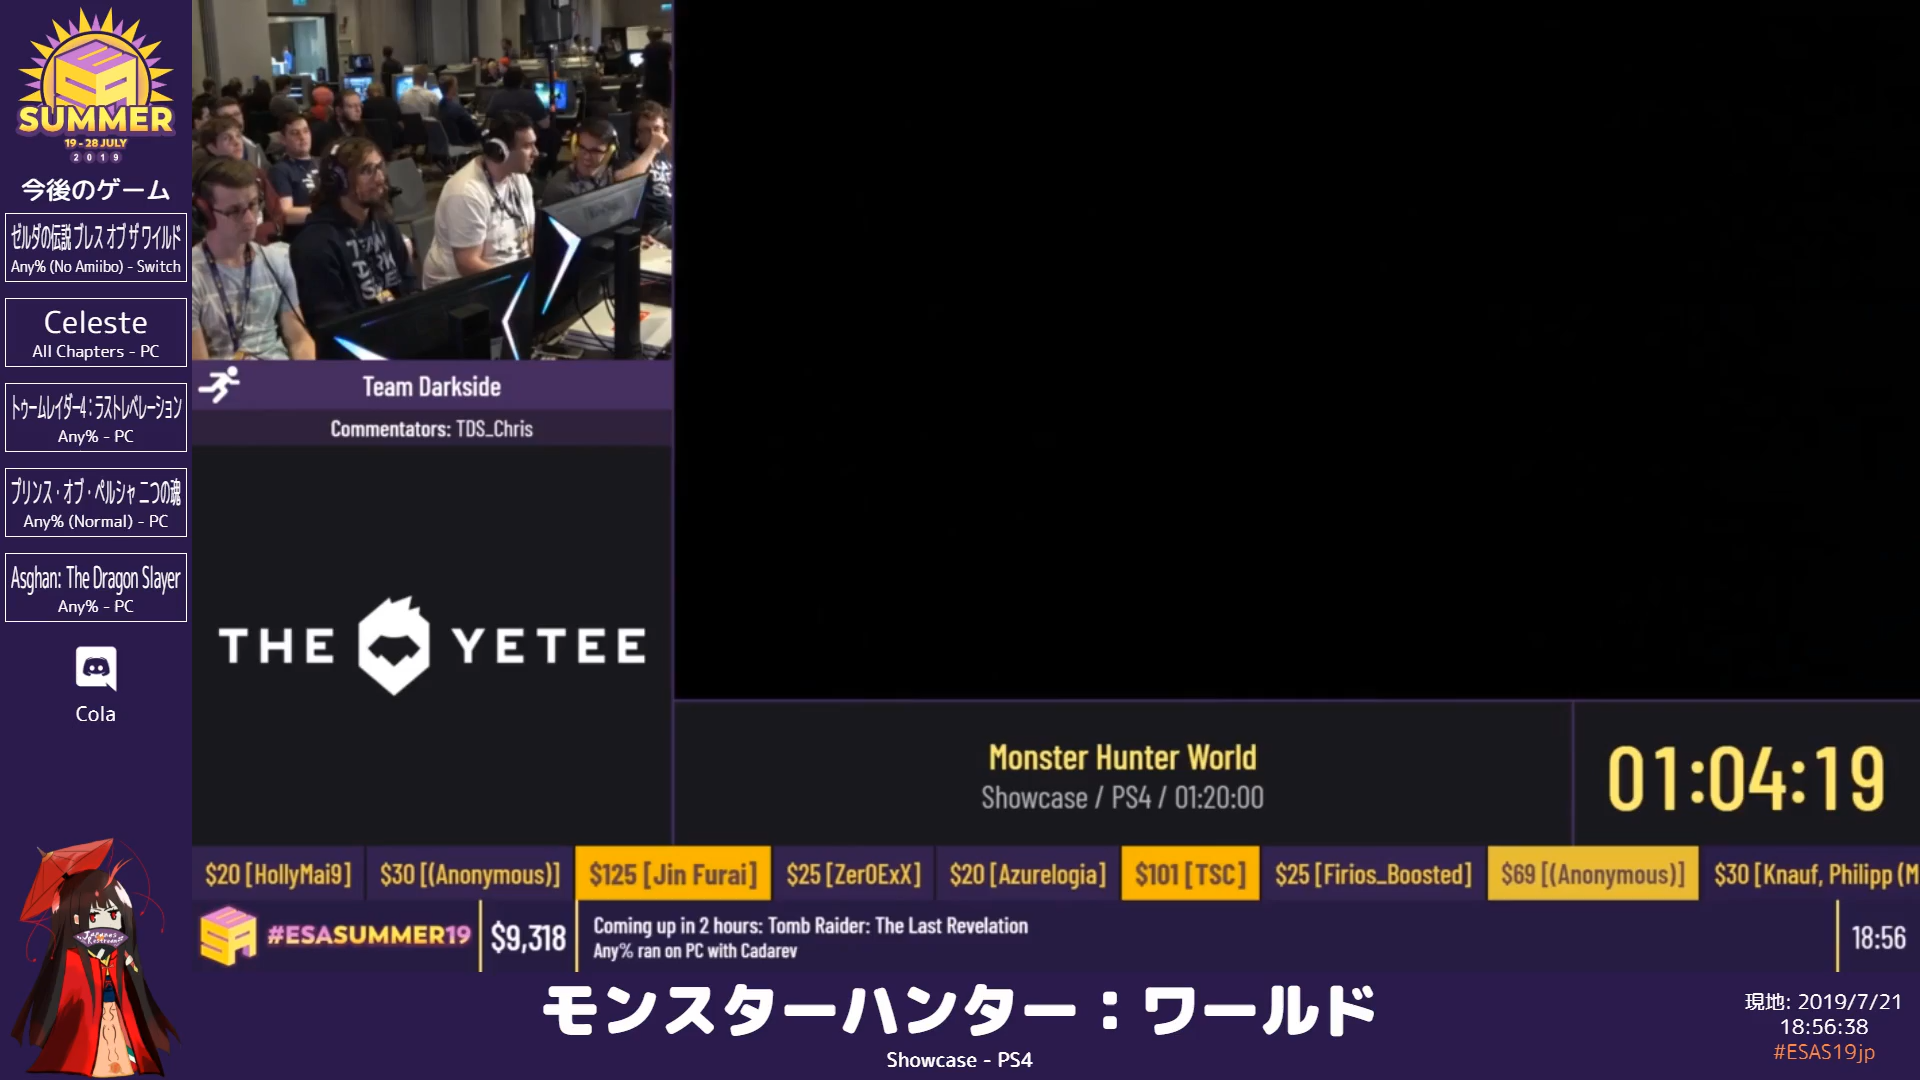 SUMMER
19 - 28 JULY
2019
今後のゲーム
ゼルダの伝説 ブレス オブ ザ ワイルド
Any% (No Amiibo) - Switch
Celeste
All Chapters - PC
トゥームレイダー4：ラストレベレーション
Any% - PC
プリンス・オブ・ペルシャ 二つの魂
Any% (Normal) - PC
Asghan: The Dragon Slayer
Any% - PC
Cola
Team Darkside
Commentators: TDS_Chris
THE YETEE
Monster Hunter World
Showcase / PS4 / 01:20:00
01:04:19
$20 [HollyMai9] $30 [(Anonymous)] $125 [Jin Furai] $25 [Zer0ExX] $20 [Azurelogia] $101 [TSC] $25 [Firios_Boosted] $69 [(Anonymous)] $30 [Knauf, Philipp (M
#ESASUMMER19
$9,318
Coming up in 2 hours: Tomb Raider: The Last Revelation
Any% ran on PC with Cadarev
18:56
モンスターハンター：ワールド
Showcase - PS4
現地: 2019/7/21
18:56:38
#ESAS19jp